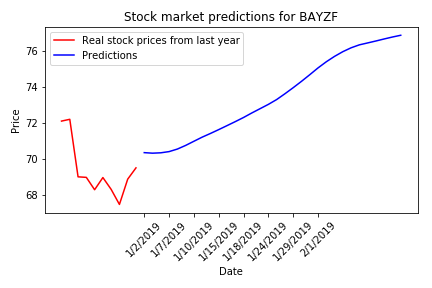 Stock market predictions for BAYZF
Real stock prices from last year
Predictions
Price
76
74
72
70
68
1/2/2019
1/7/2019
1/10/2019
1/15/2019
1/18/2019
1/24/2019
1/29/2019
2/1/2019
Date